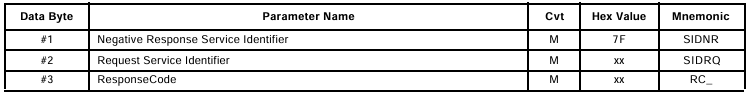 Data Byte Parameter Name Cvt Hex Value Mnemonic
#1 Negative Response Service Identifier M 7F SIDNR
#2 Request Service Identifier M xx SIDRQ
#3 ResponseCode M xx RC_